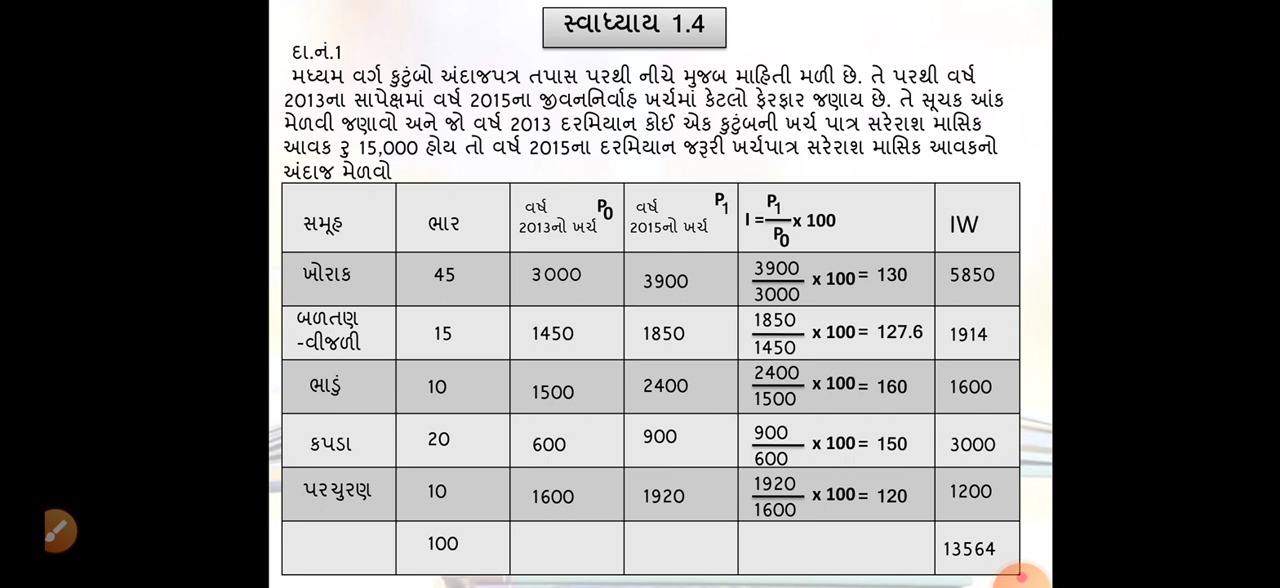 સ્વાધ્યાય 1.4
દા.નં.1
મધ્યમ વર્ગ કુટુંબો અંદાજપત્ર તપાસ પરથી નીચે મુજબ માહિતી મળી છે. તે પરથી વર્ષ
2013ના સાપેક્ષમાં વર્ષ 2015ના જીવનનિર્વાહ ખર્ચમાં કેટલો ફેરફાર જણાય છે. તે સૂચક આંક
મેળવી જણાવો અને જો વર્ષ 2013 દરમિયાન કોઈ એક કુટુંબની ખર્ચ પાત્ર સરેરાશ માસિક
આવક રૂ 15,000 હોય તો વર્ષ 2015ના દરમિયાન જરૂરી ખર્ચપાત્ર સરેરાશ માસિક આવકનો
અંદાજ મેળવો
સમૂહ ભાર વર્ષ 2013નો ખર્ચ P0 વર્ષ 2015નો ખર્ચ P1 I = P1/P0 x 100 IW
ખોરાક 45 3000 3900 3900/3000 x 100 = 130 5850
બળતણ -વીજળી 15 1450 1850 1850/1450 x 100 = 127.6 1914
ભાડું 10 1500 2400 2400/1500 x 100 = 160 1600
કપડા 20 600 900 900/600 x 100 = 150 3000
પરચુરણ 10 1600 1920 1920/1600 x 100 = 120 1200
100 13564